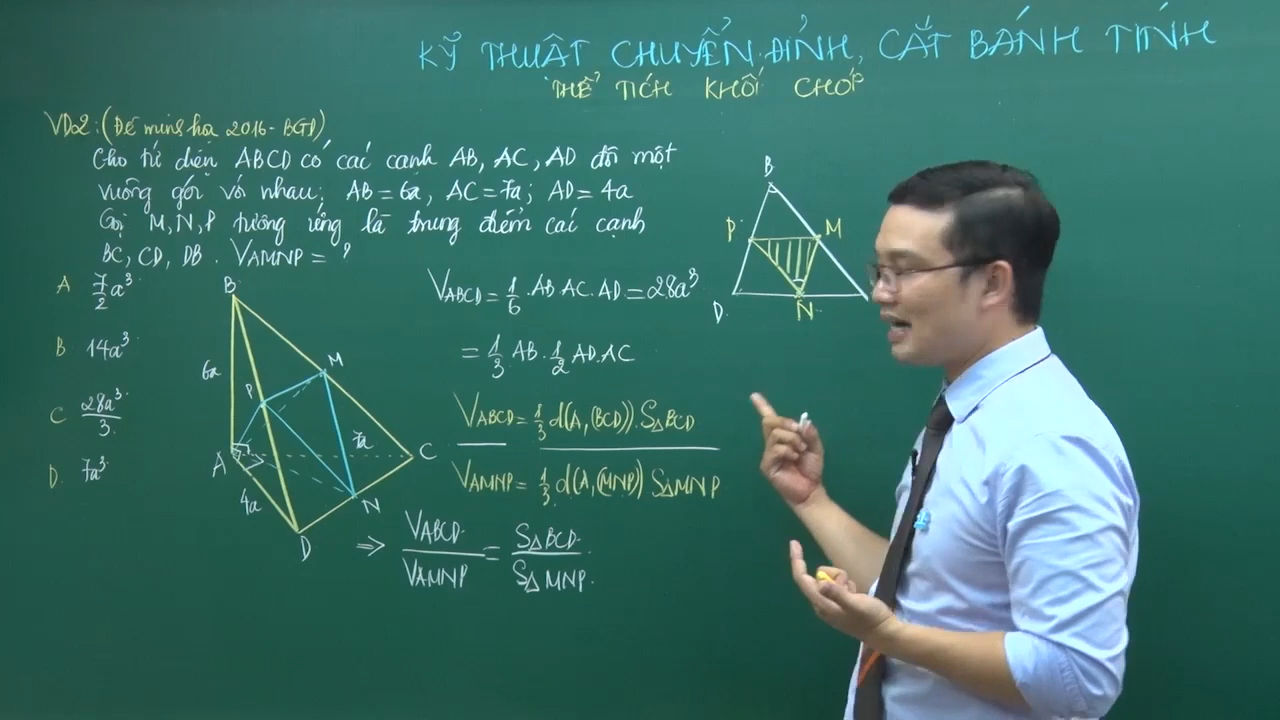 KỸ THUẬT CHUYỂN ĐỈNH, CẮT BÁNH TINH
THỂ TÍCH KHỐI CHÓP
VD2: (Đề minh họa 2016 - BGD)
Cho tứ diện ABCD có các cạnh AB, AC, AD đôi một
vuông góc với nhau; AB = 6a, AC = 7a; AD = 4a
Gọi M, N, P tương ứng là trung điểm các cạnh
BC, CD, DB. VAMNP = ?
A 7/2 a³
B. 14a³
C 28a³/3
D. 7a³
B
6a
P
M
A
7a
C
4a
N
D
VABCD = 1/6 . AB AC. AD = 28a³
= 1/3 AB. 1/2 AD. AC
VABCD = 1/3 d(A,(BCD)). S△BCD
VAMNP = 1/3 d(A,(MNP)) S△MNP
=> VABCD/VAMNP = S△BCD/S△MNP.
B
P
M
D
N